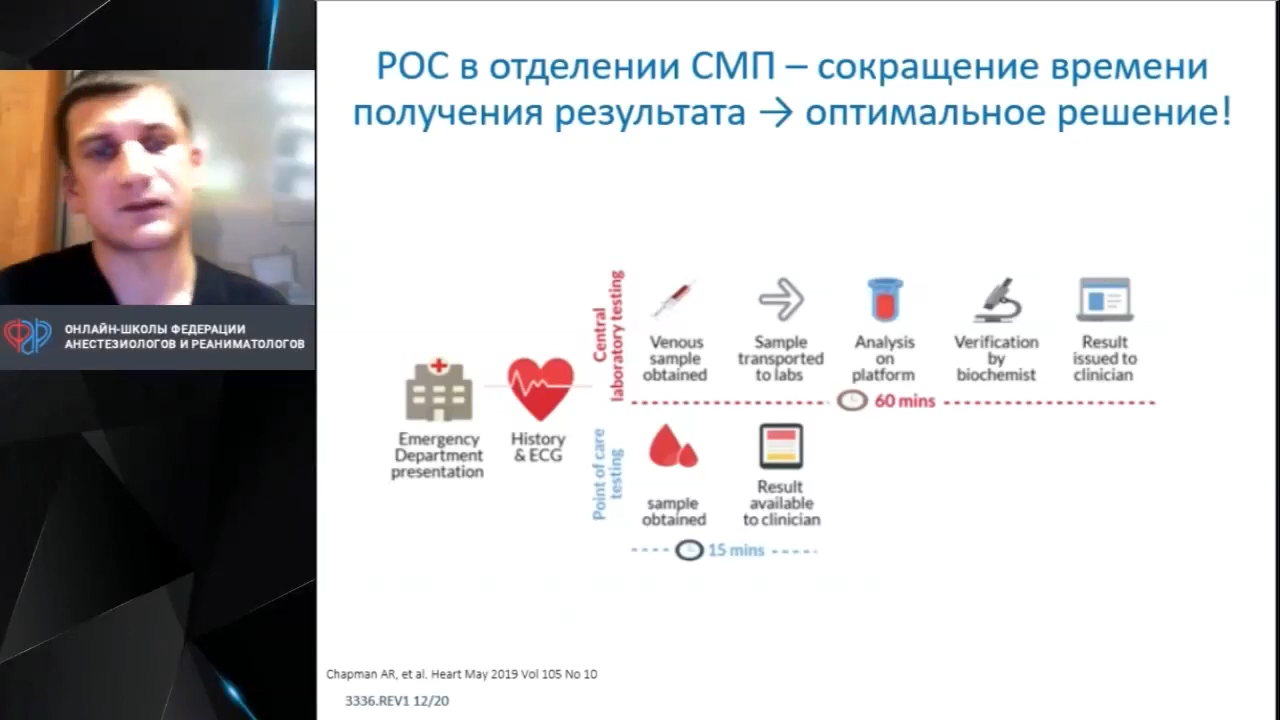 РОС в отделении СМП – сокращение времени
получения результата → оптимальное решение!
ОНЛАЙН-ШКОЛЫ ФЕДЕРАЦИИ
АНЕСТЕЗИОЛОГОВ И РЕАНИМАТОЛОГОВ
Emergency
Department
presentation
History
& ECG
Central
laboratory testing
Venous
sample
obtained
Sample
transported
to labs
Analysis
on
platform
Verification
by
biochemist
Result
issued to
clinician
60 mins
Point of care
testing
sample
obtained
Result
available
to clinician
15 mins
Chapman AR, et al. Heart May 2019 Vol 105 No 10
3336.REV1 12/20